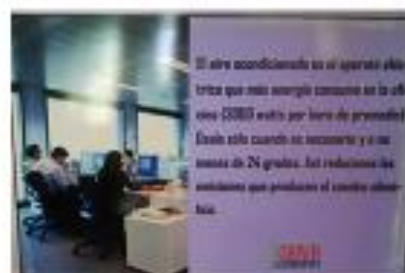 El aire acondicionado es el aparato eléc-
trico que más energía consume en la ofi-
cina watts por hora de promedio).
Úsalo sólo cuando es necesario y a no
menos de 24 grados. Así reduciremos las
emisiones que producen el cambio climá-
tico.